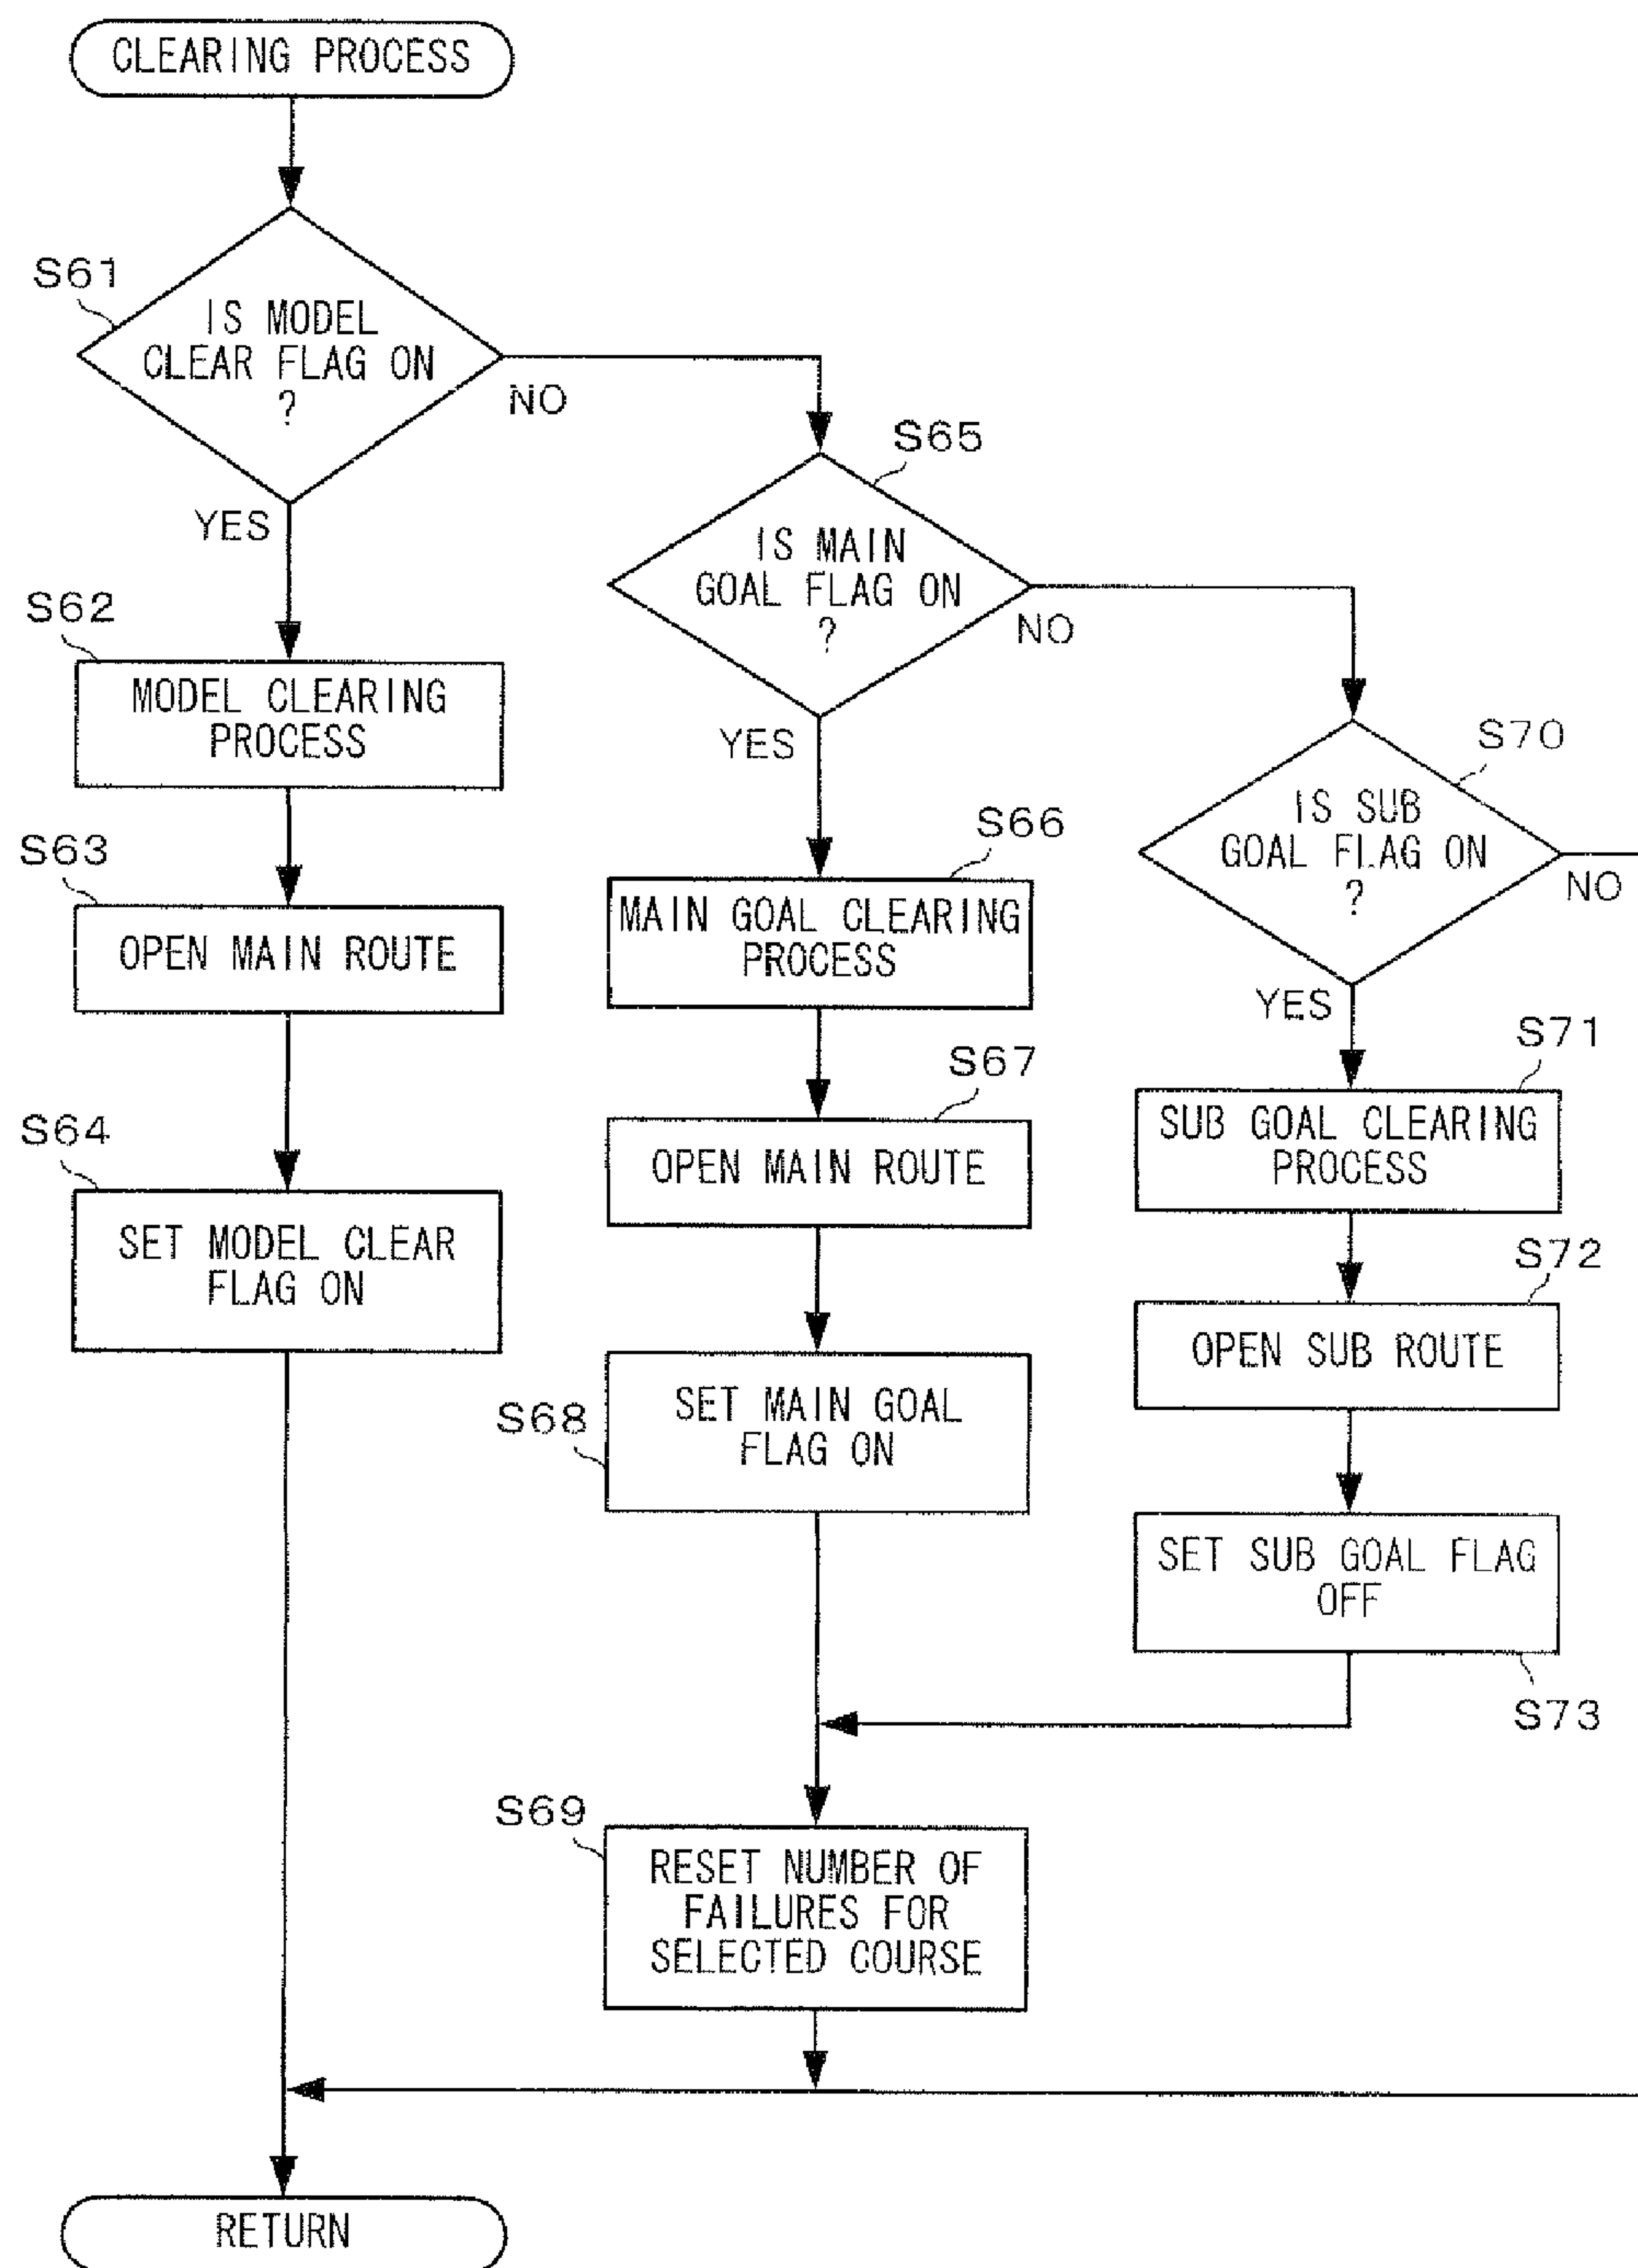 CLEARING PROCESS
S61
IS MODEL
CLEAR FLAG ON
?
NO
YES
S62
MODEL CLEARING
PROCESS
S63
OPEN MAIN ROUTE
S64
SET MODEL CLEAR
FLAG ON
S65
IS MAIN
GOAL FLAG ON
?
NO
YES
S66
MAIN GOAL CLEARING
PROCESS
S67
OPEN MAIN ROUTE
S68
SET MAIN GOAL
FLAG ON
S70
IS SUB
GOAL FLAG ON
?
NO
YES
S71
SUB GOAL CLEARING
PROCESS
S72
OPEN SUB ROUTE
SET SUB GOAL FLAG
OFF
S73
S69
RESET NUMBER OF
FAILURES FOR
SELECTED COURSE
RETURN